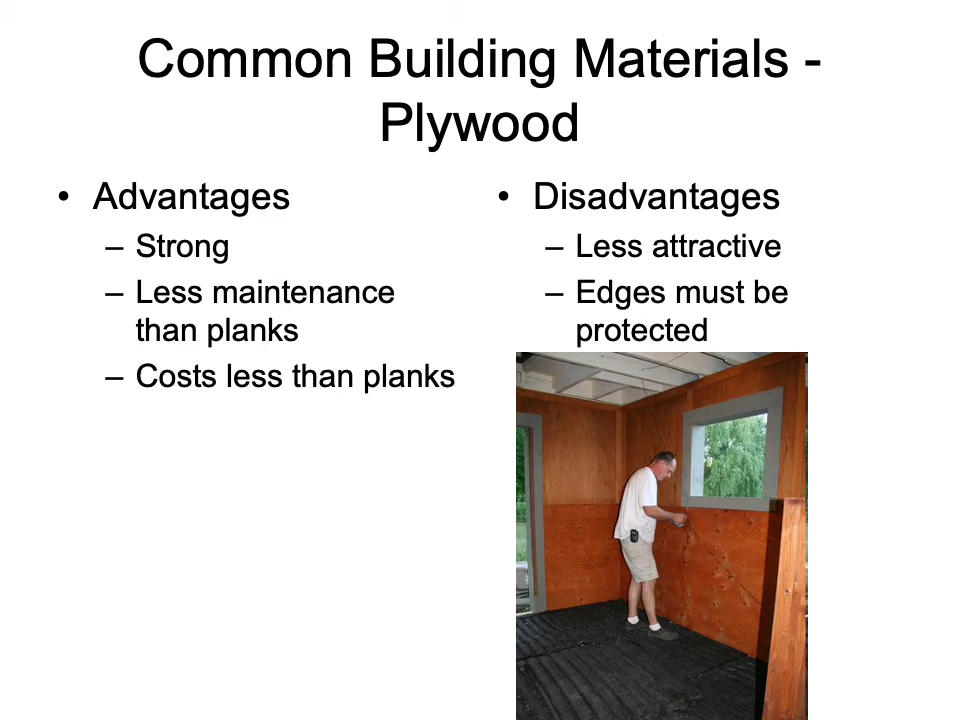 Common Building Materials -
Plywood
• Advantages
– Strong
– Less maintenance
than planks
– Costs less than planks
• Disadvantages
– Less attractive
– Edges must be
protected